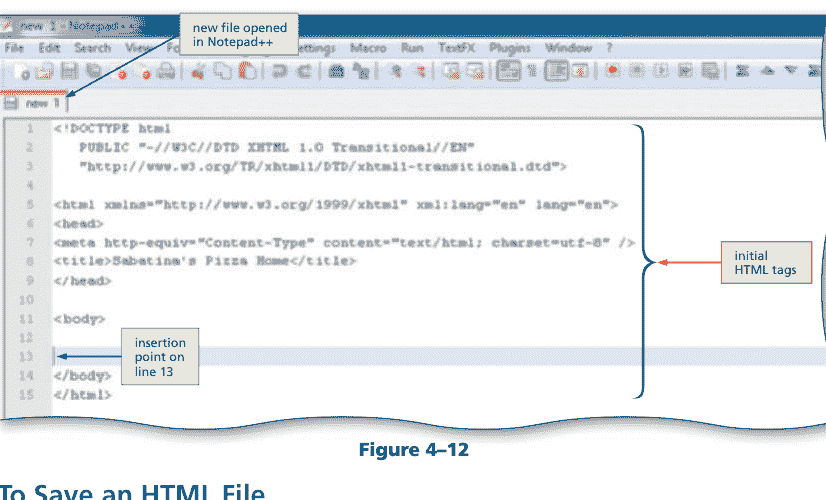 new 1 - Notepad++
new file opened
in Notepad++
File Edit Search View Fo ettings Macro Run TextFX Plugins Window ?
new 1
1 <!DOCTYPE html
2 PUBLIC "-//W3C//DTD XHTML 1.0 Transitional//EN"
3 "http://www.w3.org/TR/xhtml1/DTD/xhtml1-transitional.dtd">
4
5 <html xmlns="http://www.w3.org/1999/xhtml" xml:lang="en" lang="en">
6 <head>
7 <meta http-equiv="Content-Type" content="text/html; charset=utf-8" />
8 <title>Sabatina's Pizza Home</title>
9 </head>
10
11 <body>
12
13
14 </body>
15 </html>
initial
HTML tags
insertion
point on
line 13
Figure 4–12
To Save an HTML File